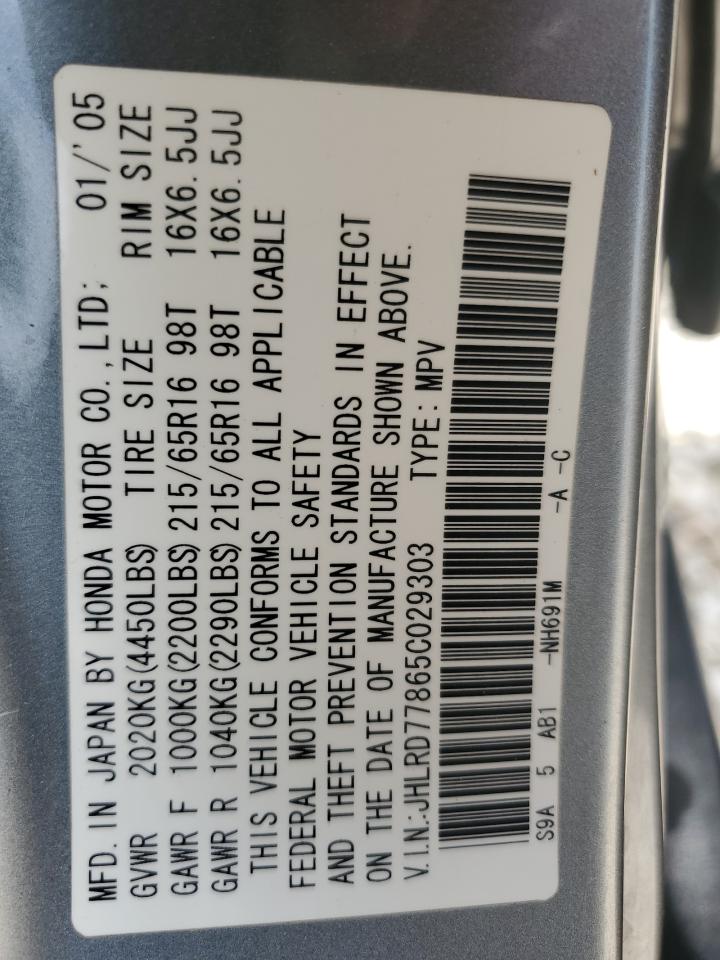 MFD. IN JAPAN BY HONDA MOTOR CO., LTD; 01/'05
GVWR 2020KG(4450LBS) TIRE SIZE RIM SIZE
GAWR F 1000KG(2200LBS) 215/65R16 98T 16X6.5JJ
GAWR R 1040KG(2290LBS) 215/65R16 98T 16X6.5JJ
THIS VEHICLE CONFORMS TO ALL APPLICABLE
FEDERAL MOTOR VEHICLE SAFETY
AND THEFT PREVENTION STANDARDS IN EFFECT
ON THE DATE OF MANUFACTURE SHOWN ABOVE.
V.I.N.:JHLRD77865C029303 TYPE: MPV
S9A 5 AB1 -NH691M -A -C